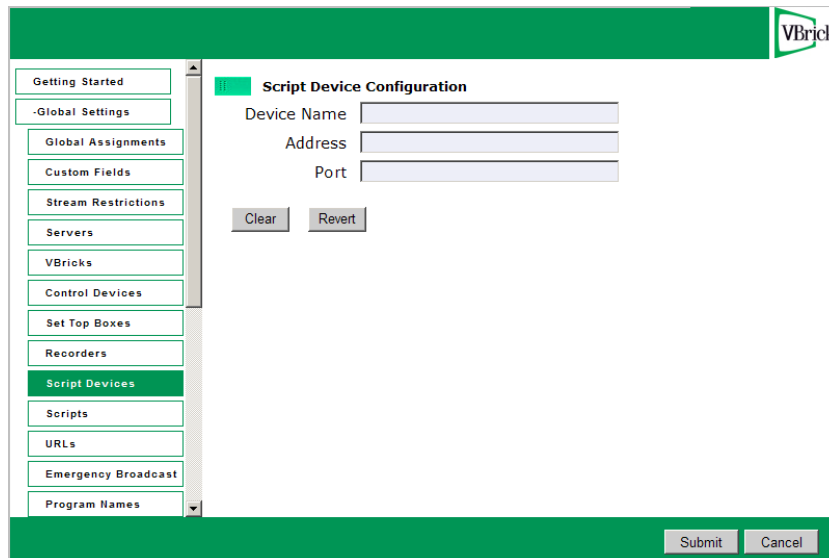 VBrick
Getting Started
-Global Settings
Global Assignments
Custom Fields
Stream Restrictions
Servers
VBricks
Control Devices
Set Top Boxes
Recorders
Script Devices
Scripts
URLs
Emergency Broadcast
Program Names
Script Device Configuration
Device Name
Address
Port
Clear Revert
Submit Cancel